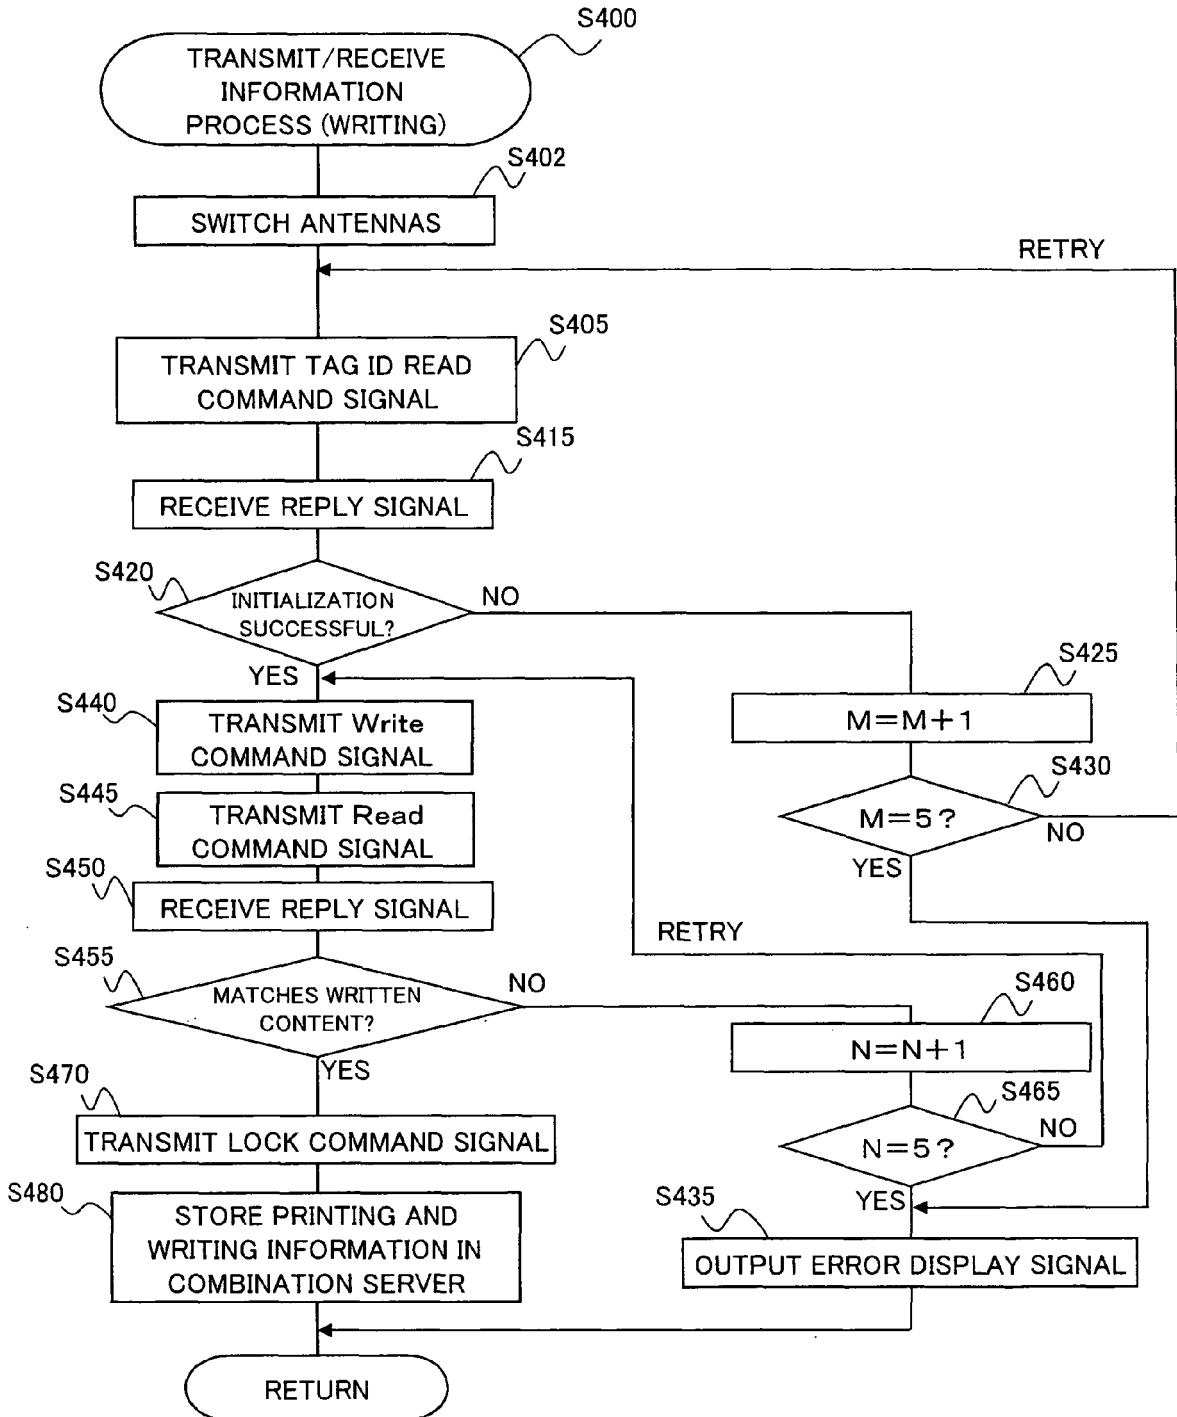 S400
TRANSMIT/RECEIVE
INFORMATION
PROCESS (WRITING)
S402
SWITCH ANTENNAS
RETRY
S405
TRANSMIT TAG ID READ
COMMAND SIGNAL
S415
RECEIVE REPLY SIGNAL
S420
INITIALIZATION
SUCCESSFUL?
NO
YES
S425
M=M+1
S430
M=5?
NO
YES
S440
TRANSMIT Write
COMMAND SIGNAL
S445
TRANSMIT Read
COMMAND SIGNAL
S450
RECEIVE REPLY SIGNAL
RETRY
S455
MATCHES WRITTEN
CONTENT?
NO
YES
S460
N=N+1
S465
N=5?
NO
YES
S470
TRANSMIT LOCK COMMAND SIGNAL
S480
STORE PRINTING AND
WRITING INFORMATION IN
COMBINATION SERVER
S435
OUTPUT ERROR DISPLAY SIGNAL
RETURN